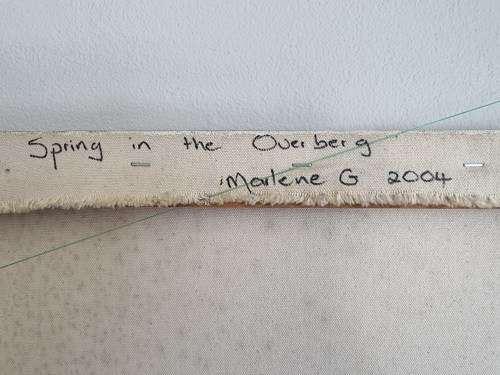 Spring in the Overberg
Marlene G 2004